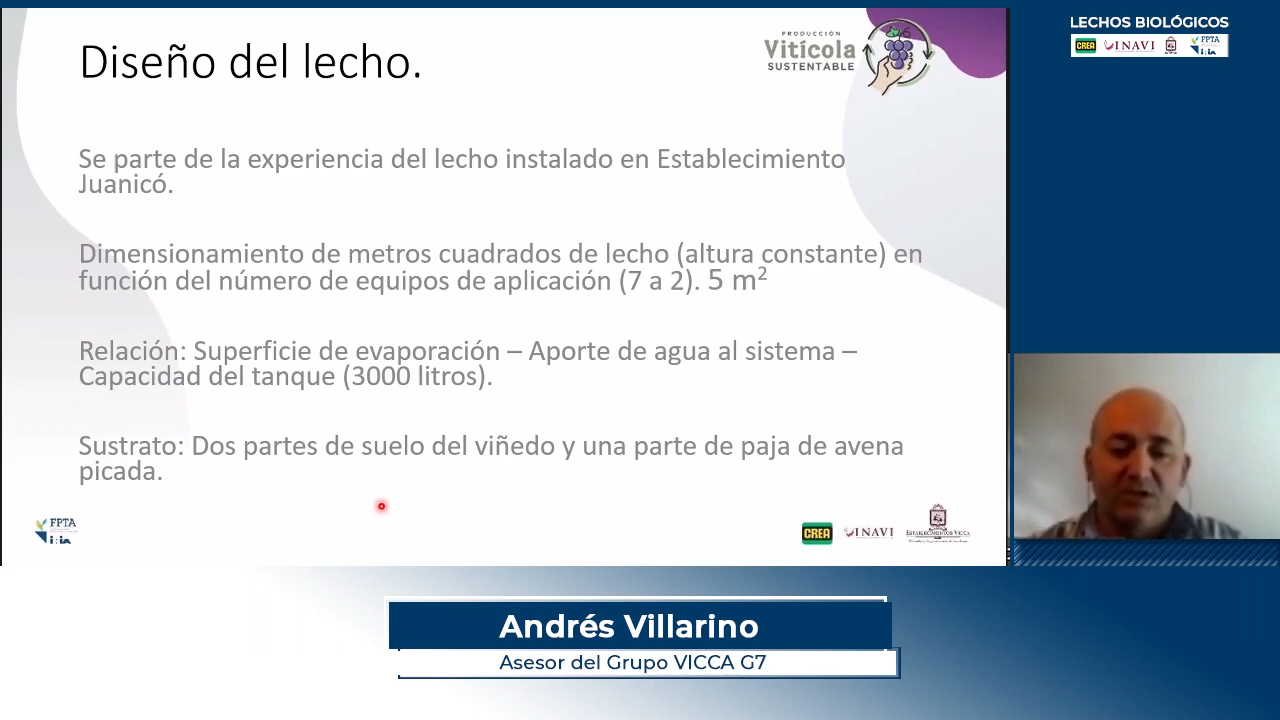 Diseño del lecho.
PRODUCCIÓN
Vitícola
SUSTENTABLE
LECHOS BIOLÓGICOS
CREA
INAVI
FPTA
Se parte de la experiencia del lecho instalado en Establecimiento
Juanicó.
Dimensionamiento de metros cuadrados de lecho (altura constante) en
función del número de equipos de aplicación (7 a 2). 5 m²
Relación: Superficie de evaporación – Aporte de agua al sistema –
Capacidad del tanque (3000 litros).
Sustrato: Dos partes de suelo del viñedo y una parte de paja de avena
picada.
FPTA
CREA
INAVI
ESTABLECIMIENTOS VICCA
Andrés Villarino
Asesor del Grupo VICCA G7